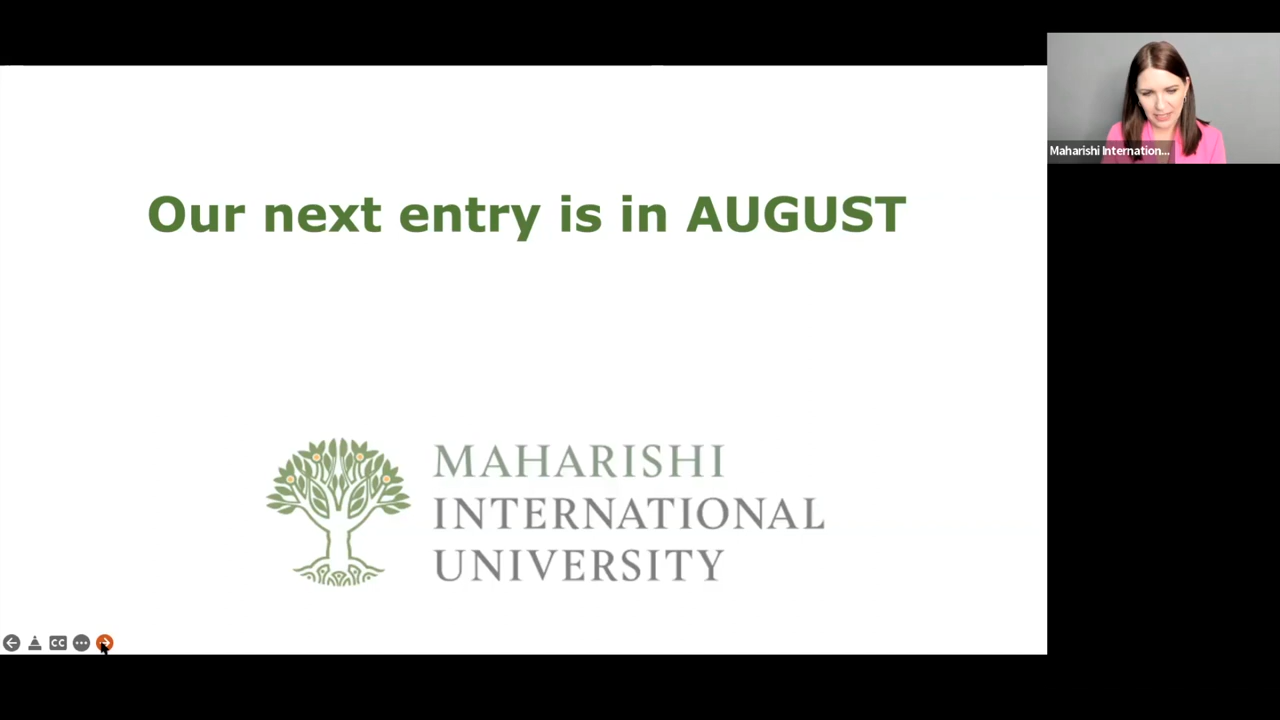 Our next entry is in AUGUST
Maharishi Internation...
MAHARISHI
INTERNATIONAL
UNIVERSITY
CC